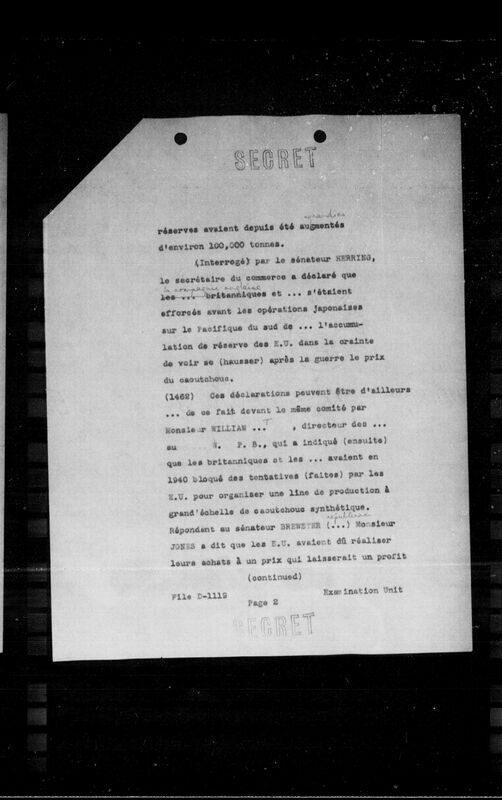 SECRET
agrandies
réserves avaient depuis été augmentés
d'environ 100,000 tonnes.
(Interrogé) par le sénateur HERRING,
le secrétaire du commerce a déclaré que
la compagnie anglaise
les ... britanniques et ... s'étaient
efforcés avant les opérations japonaises
sur le Pacifique du sud de ... l'accumu-
lation de réserve des E.U. dans la crainte
de voir se (hausser) après la guerre le prix
du caoutchouc.
(1462) Ces déclarations peuvent être d'ailleurs
... de ce fait devant le même comité par
Monsieur WILLIAM ... T , directeur des ...
au W. P. B., qui a indiqué (ensuite)
que les britanniques et les ... avaient en
1940 bloqué des tentatives (faites) par les
E.U. pour organiser une line de production à
grand'échelle de caoutchouc synthétique.
républicain
Répondant au sénateur BREWSTER (...) Monsieur
JONES a dit que les E.U. avaient dû réaliser
leurs achats à un prix qui laisserait un profit
(continued)
File D-1119
Examination Unit
Page 2
SECRET